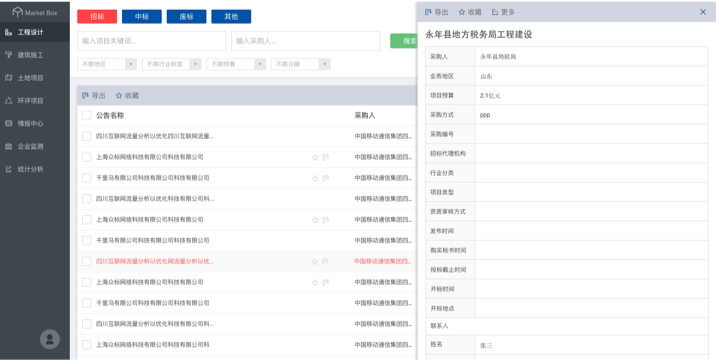 Market Box
工程设计
建筑施工
土地项目
环评项目
情报中心
企业监测
统计分析
招标
中标
废标
其他
输入项目关键词...
输入采购人...
搜索
不限地区
不限行业标签
不限预算
不限日期
导出
收藏
公告名称
采购人
四川互联网流量分析以优化四川互联网流量...
中国移动通信集团四...
上海众标网络科技有限公司科技有限公司
中国移动通信集团四...
千里马有限公司科技有限公司科技有限公司
中国移动通信集团四...
四川互联网流量分析以优化科技有限公司科...
中国移动通信集团四...
上海众标网络科技有限公司科技有限公司
中国移动通信集团四...
千里马有限公司科技有限公司科技有限公司
中国移动通信集团四...
四川互联网流量分析以优化网流量分析以优...
中国移动通信集团四...
上海众标网络科技有限公司科技有限公司
中国移动通信集团四...
千里马有限公司科技有限公司科技有限公司
中国移动通信集团四...
四川互联网流量分析以优化科技有限公司科...
中国移动通信集团四...
上海众标网络科技有限公司科技有限公司科
中国移动通信集团四...
导出
收藏
更多
永年县地方税务局工程建设
采购人
永年县地税局
业务地区
山东
项目预算
2.1亿元
采购方式
ppp
采购编号
招标代理机构
行业分类
项目类型
资质审核方式
发布时间
购买标书时间
投标截止时间
开标时间
开标地点
联系人
姓名
张三